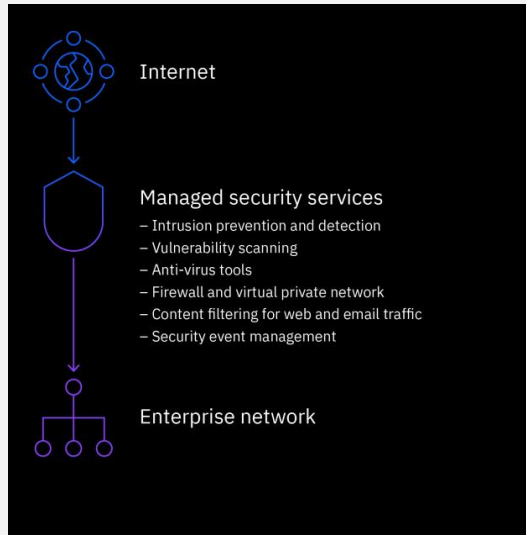 Internet
Managed security services
– Intrusion prevention and detection
– Vulnerability scanning
– Anti-virus tools
– Firewall and virtual private network
– Content filtering for web and email traffic
– Security event management
Enterprise network